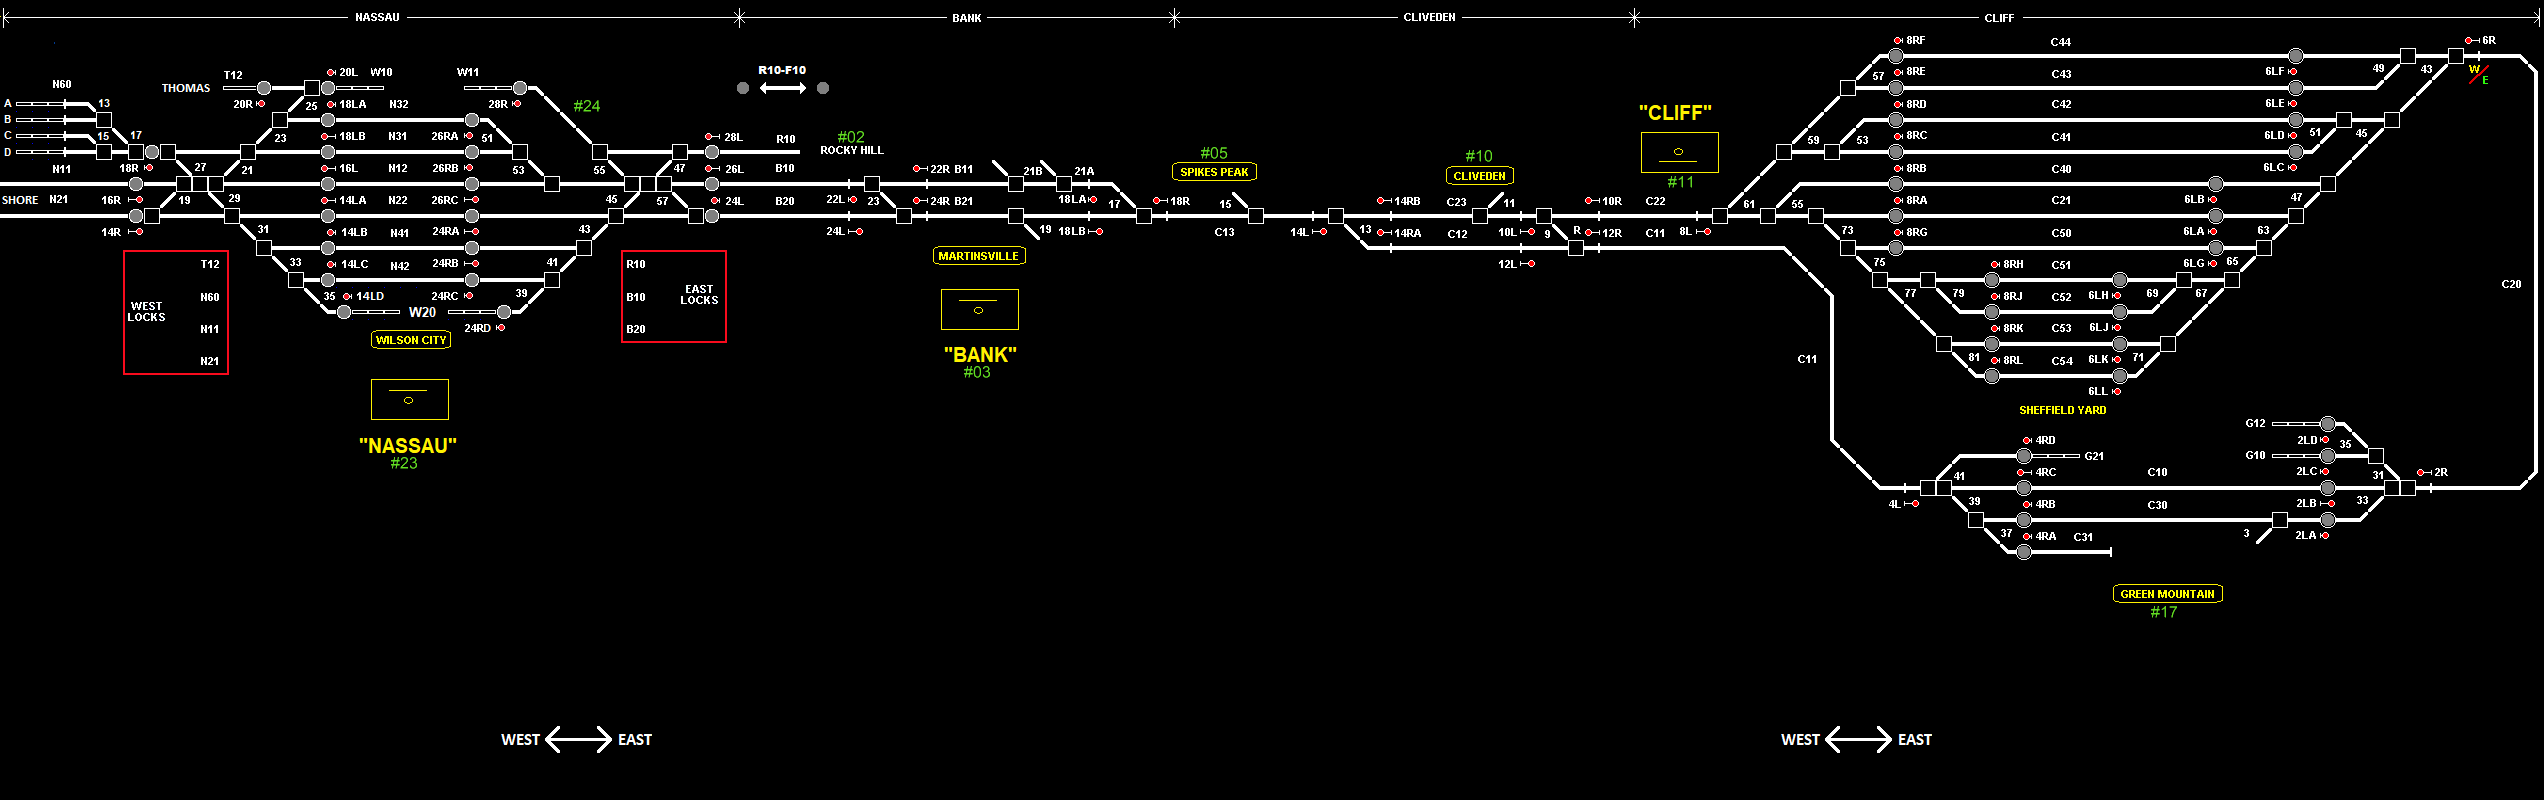 NASSAU BANK CLIVEDEN CLIFF
8RF C44 6R
20L W10 W11 R10-F10 8RE C43 6LF 49 43 W
E
T12 57
THOMAS
N60 20R 18LA N32 28R #24 8RD C42 6LE
A 13 25 "CLIFF"
B
C 15 17 23 18LB N31 26RA 51 28L R10 #02 59 53 8RC C41 6LD 51 45
D ROCKY HILL
N11 18R 27 21 16L N12 26RB 53 55 47 26L B10 22R B11 21B 21A #05 #10 8RB C40 6LC
SPIKES PEAK CLIVEDEN #11
SHORE N21 16R 19 29 14LA N22 26RC 45 57 24L B20 22L 23 24R B21 18LA 17 18R 15 14RB C23 11 10R C22 61 55 8RA C21 6LB 47
14R 31 14LB N41 24RA 43 24L 19 18LB C13 14L 13 14RA C12 10L 9 R 12R C11 8L 73 8RG C50 6LA 63
MARTINSVILLE
T12 33 14LC N42 24RB 41 R10 12L 75 8RH C51 6LG 65
WEST
LOCKS
N60 35 14LD 24RC 39 B10 EAST
LOCKS
77 79 8RJ C52 6LH 69 67 C20
W20
N11 24RD B20 8RK C53 6LJ
WILSON CITY
N21 "BANK" C11 81 8RL C54 6LK 71
#03
6LL
SHEFFIELD YARD
"NASSAU"
#23
G12
4RD 2LD 35
G21 G10
41 4RC C10 2LC 31 2R
4L 39 4RB C30 2LB 33
37 4RA C31 3 2LA
GREEN MOUNTAIN
#17
WEST EAST WEST EAST